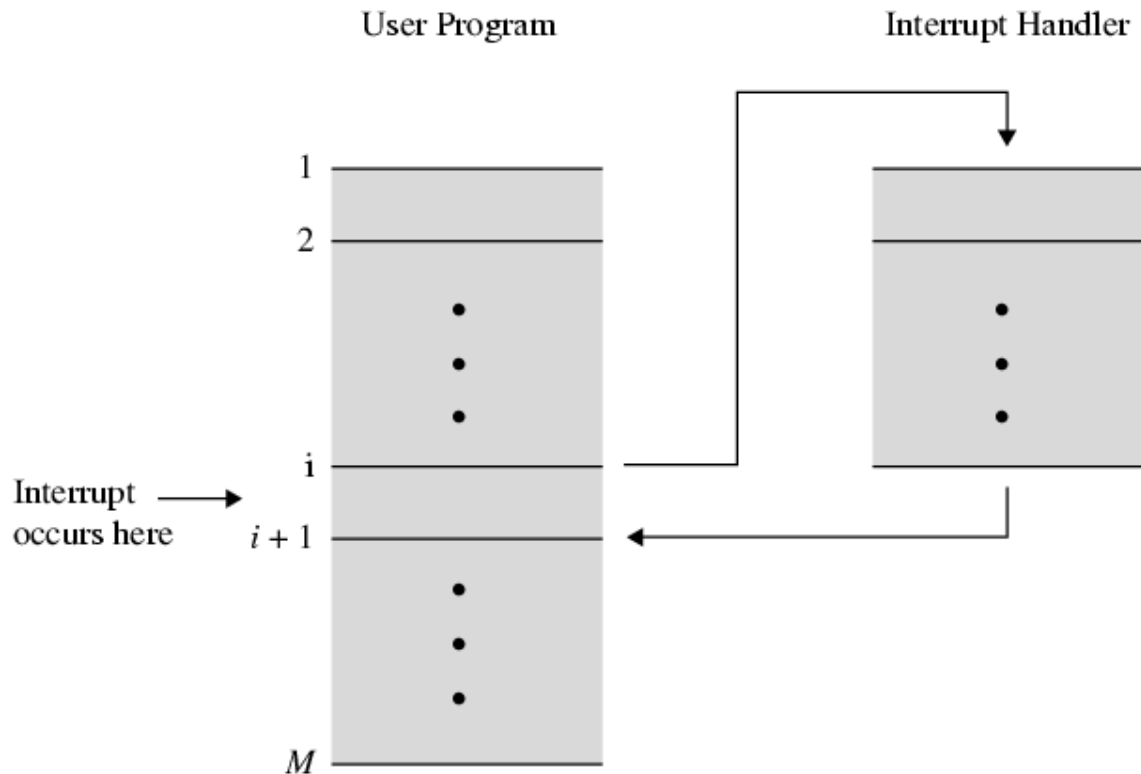 User Program
Interrupt Handler
1
2
i
Interrupt
occurs here
i + 1
M